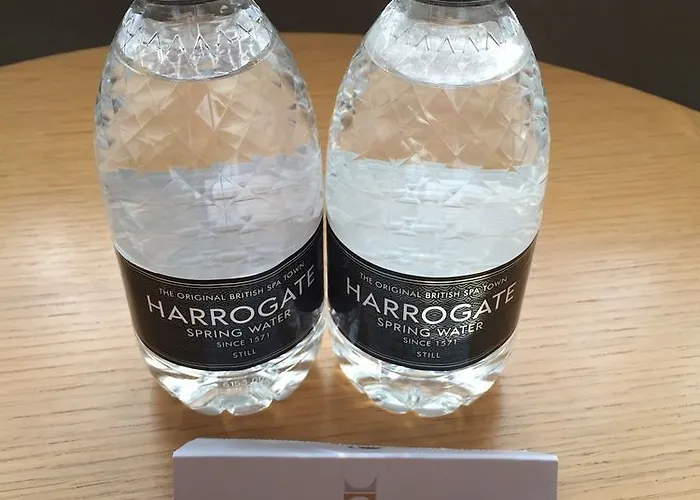 THE ORIGINAL BRITISH SPA TOWN
HARROGATE
SPRING WATER
SINCE 1571
STILL
THE ORIGINAL BRITISH SPA TOWN
HARROGATE
SPRING WATER
SINCE 1571
STILL